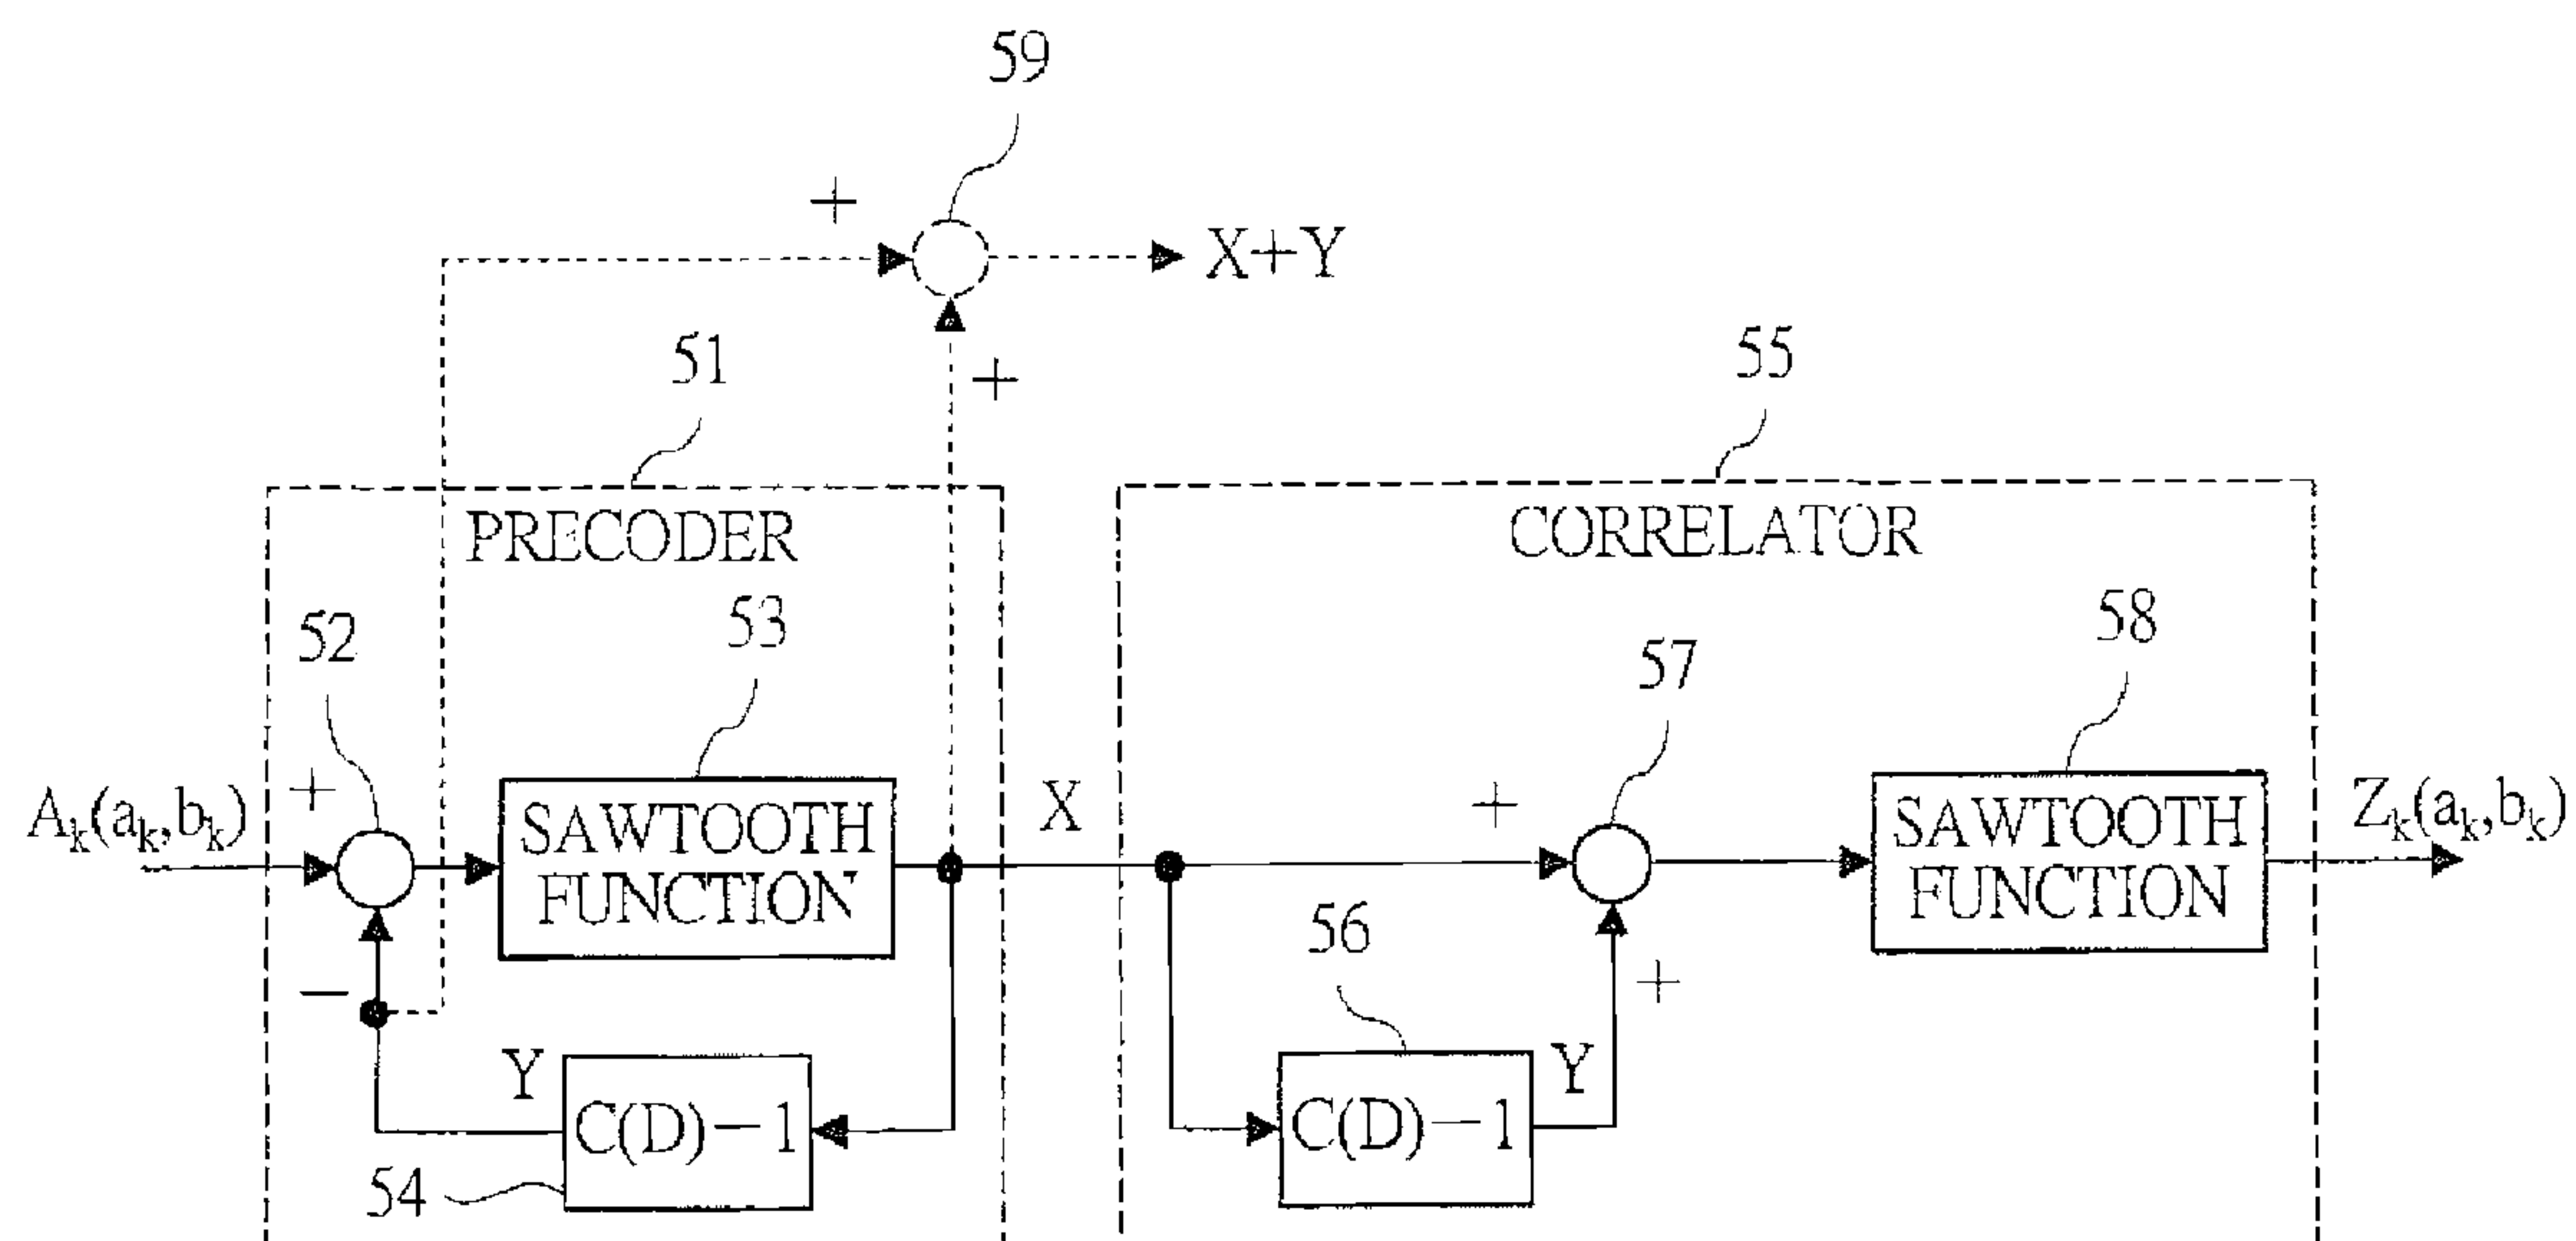 59
+
X+Y
51
+
55
PRECODER
CORRELATOR
52
53
57
58
A_k(a_k,b_k)
+
SAWTOOTH
FUNCTION
X
+
SAWTOOTH
FUNCTION
Z_k(a_k,b_k)
−
56
+
Y
C(D)−1
Y
C(D)−1
54